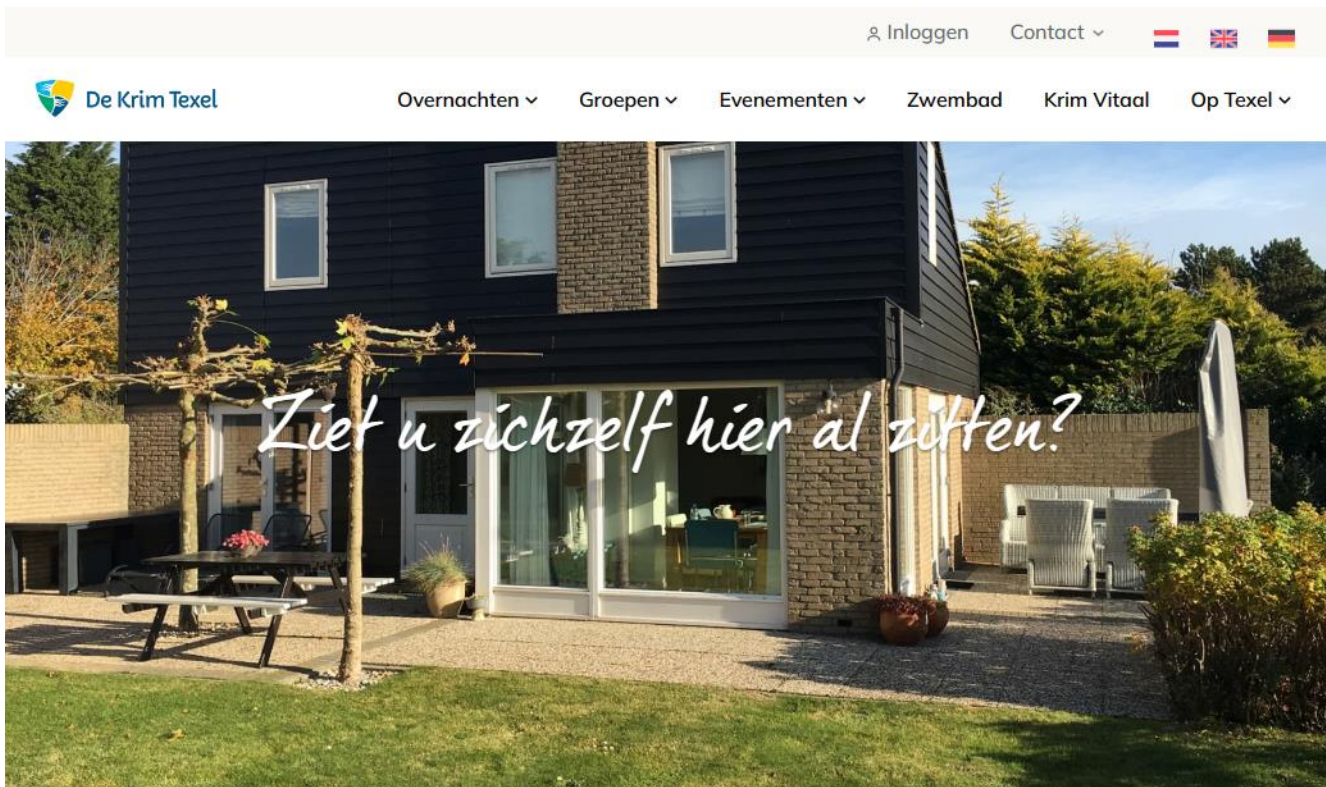 Inloggen Contact
De Krim Texel Overnachten Groepen Evenementen Zwembad Krim Vitaal Op Texel
Ziet u zichzelf hier al zitten?